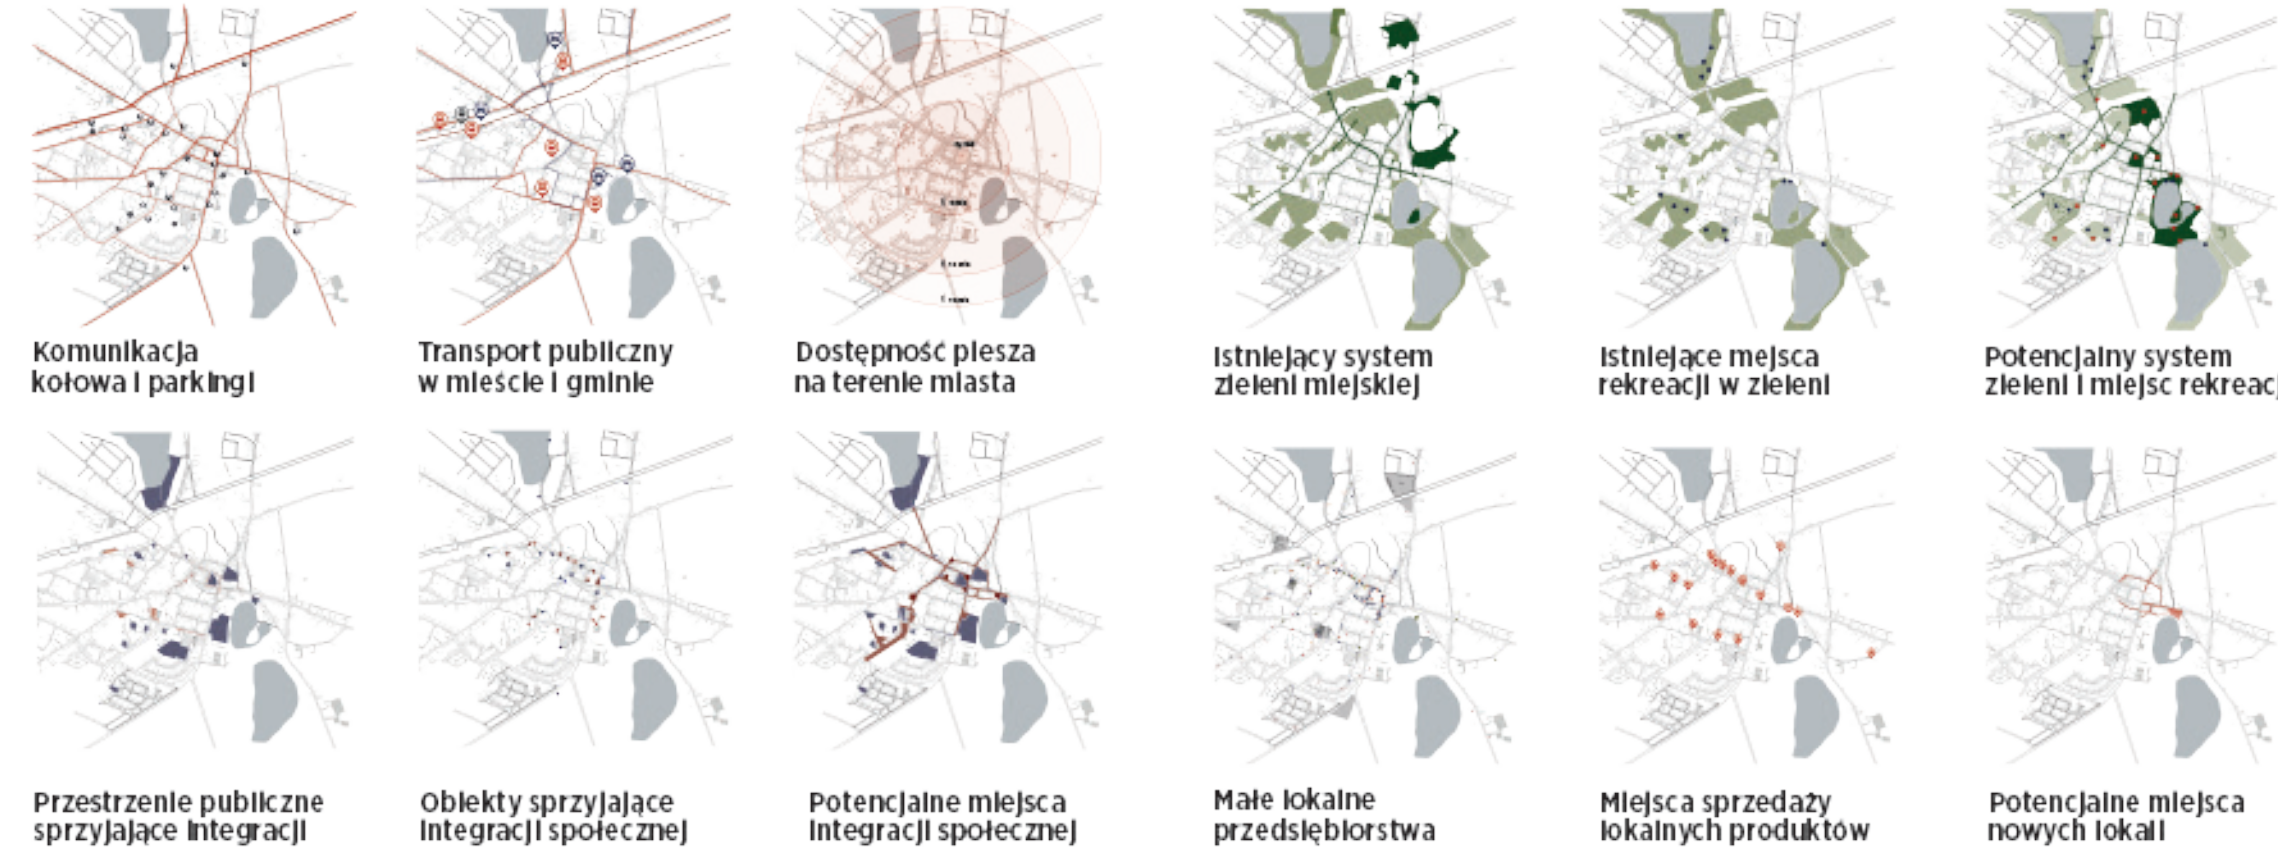 Komunikacja
kołowa i parkingi
Transport publiczny
w mieście i gminie
Dostępność piesza
na terenie miasta
Istniejący system
zieleni miejskiej
Istniejące mejsca
rekreacji w zieleni
Potencjalny system
zieleni i miejsc rekreacj
Przestrzenie publiczne
sprzyjające integracji
Obiekty sprzyjające
integracji społecznej
Potencjalne miejsca
integracji społecznej
Małe lokalne
przedsiębiorstwa
Miejsca sprzedaży
lokalnych produktów
Potencjalne miejsca
nowych lokali